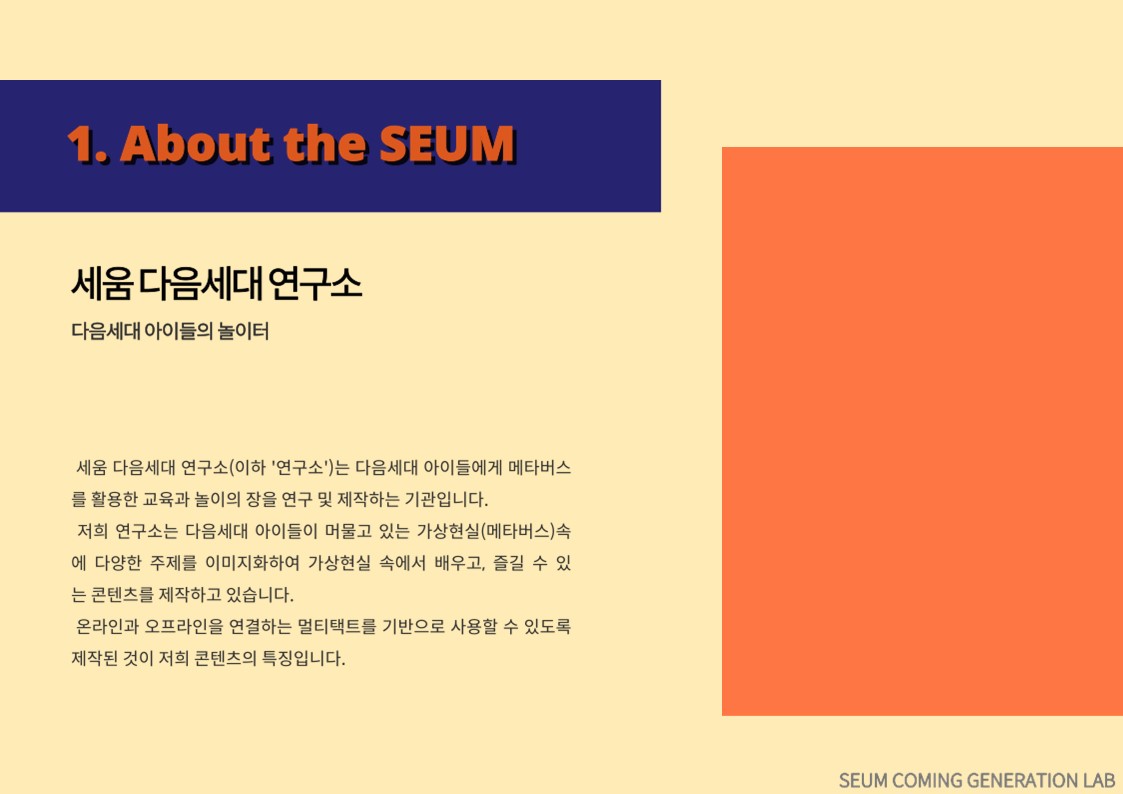 1. About the SEUM
세움 다음세대 연구소
다음세대 아이들의 놀이터
세움 다음세대 연구소(이하 '연구소')는 다음세대 아이들에게 메타버스
를 활용한 교육과 놀이의 장을 연구 및 제작하는 기관입니다.
저희 연구소는 다음세대 아이들이 머물고 있는 가상현실(메타버스)속
에 다양한 주제를 이미지화하여 가상현실 속에서 배우고, 즐길 수 있
는 콘텐츠를 제작하고 있습니다.
온라인과 오프라인을 연결하는 멀티택트를 기반으로 사용할 수 있도록
제작된 것이 저희 콘텐츠의 특징입니다.
SEUM COMING GENERATION LAB